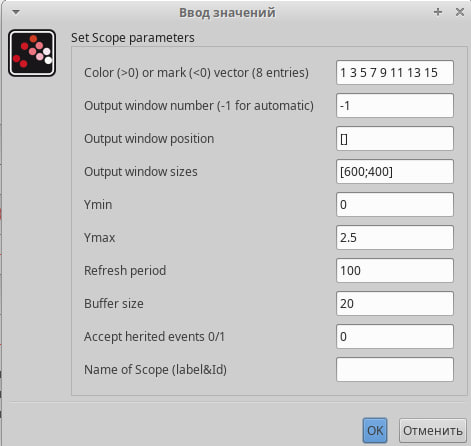 Ввод значений
Set Scope parameters
Color (>0) or mark (<0) vector (8 entries) 1 3 5 7 9 11 13 15
Output window number (-1 for automatic) -1
Output window position []
Output window sizes [600;400]
Ymin 0
Ymax 2.5
Refresh period 100
Buffer size 20
Accept herited events 0/1 0
Name of Scope (label&Id)
OK Отменить